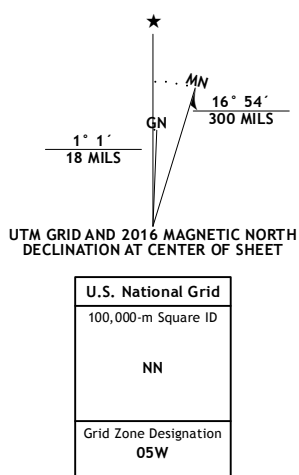 ★
MN
16° 54´
300 MILS
GN
1° 1´
18 MILS
UTM GRID AND 2016 MAGNETIC NORTH
DECLINATION AT CENTER OF SHEET
U.S. National Grid
100,000-m Square ID
NN
Grid Zone Designation
05W